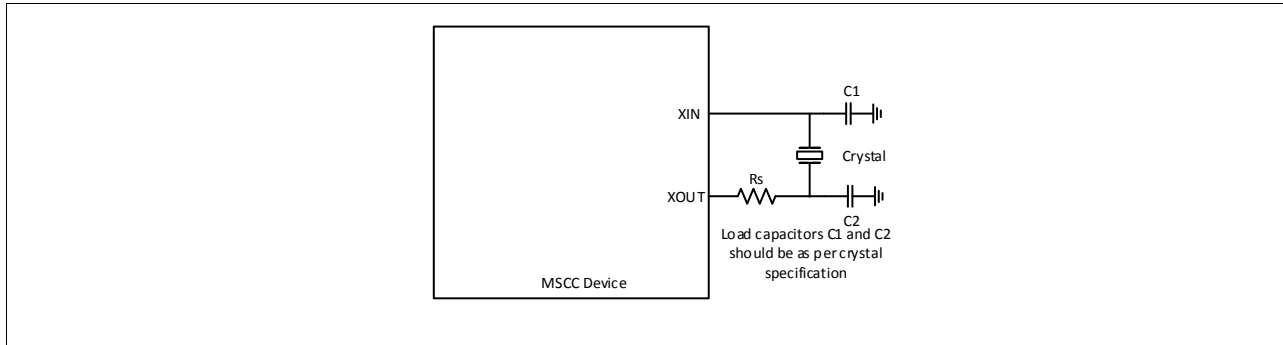 C1
XIN
Crystal
Rs
XOUT
C2
Load capacitors C1 and C2
should be as per crystal
specification
MSCC Device